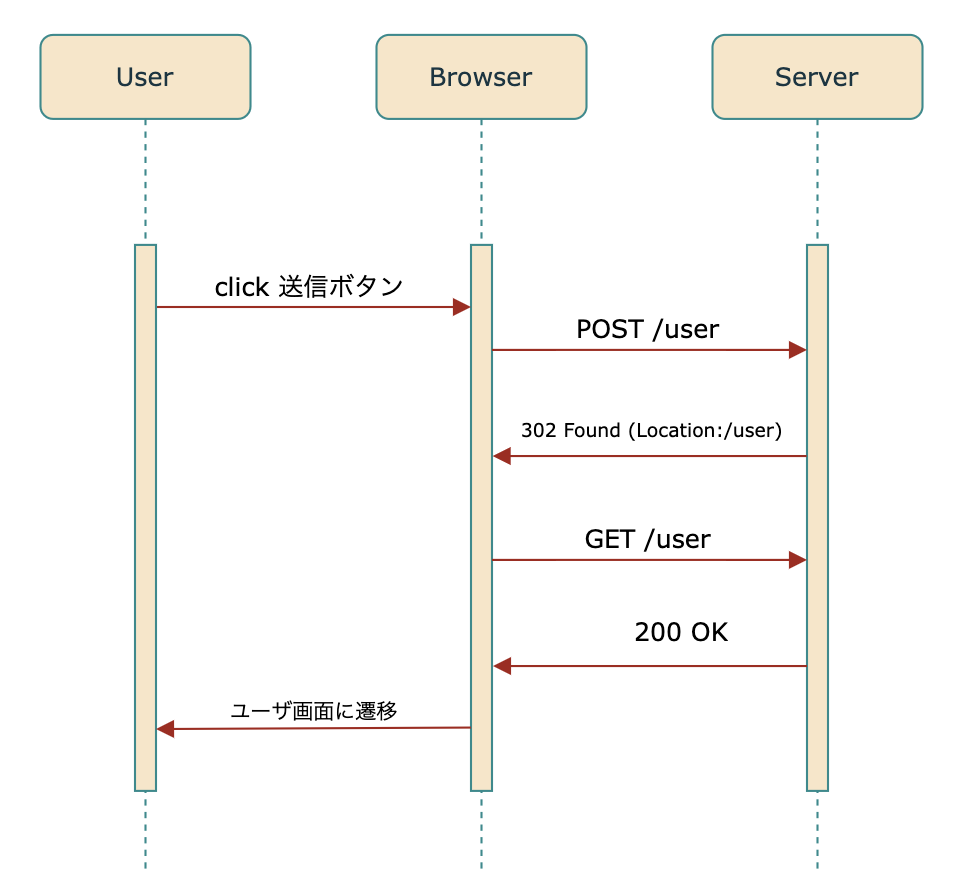 User
Browser
Server
click 送信ボタン
POST /user
302 Found (Location:/user)
GET /user
200 OK
ユーザ画面に遷移